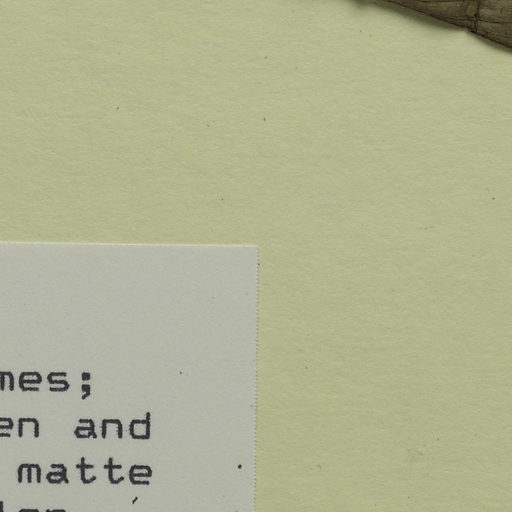 mes;
en and
matte